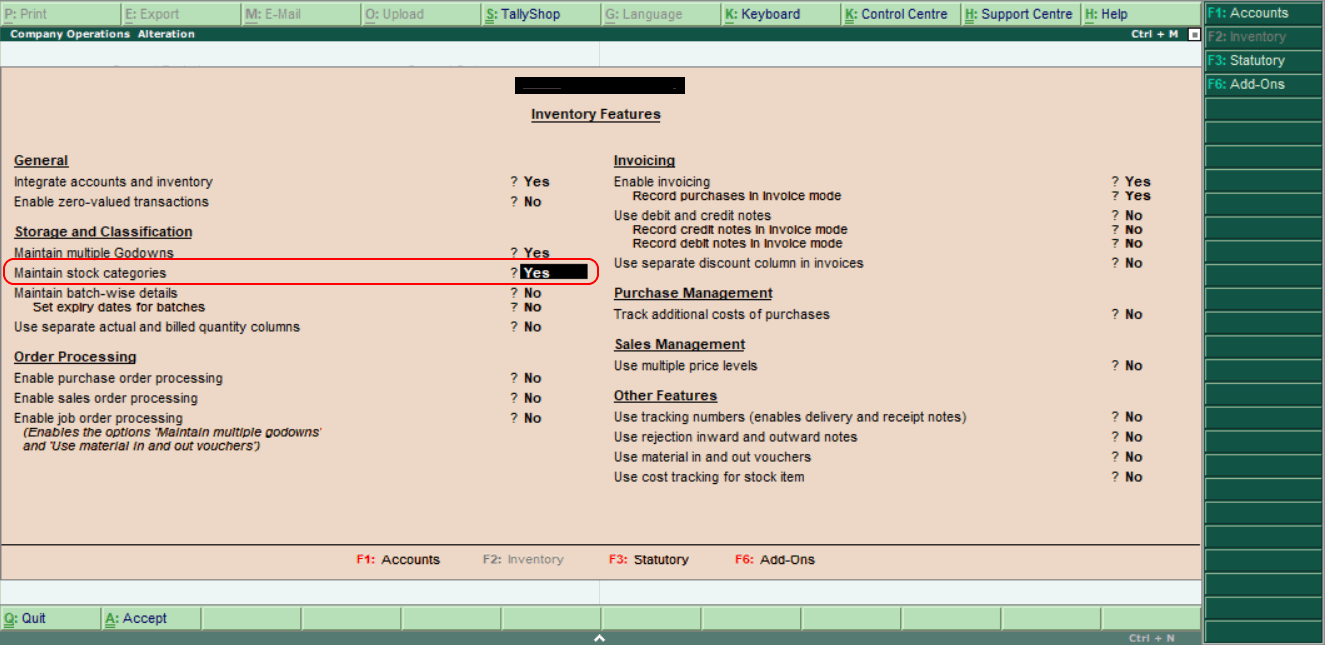 P: Print E: Export M: E-Mail O: Upload S: TallyShop G: Language K: Keyboard K: Control Centre H: Support Centre H: Help
Company Operations Alteration Ctrl + M
Inventory Features
General
Integrate accounts and inventory ? Yes
Enable zero-valued transactions ? No
Storage and Classification
Maintain multiple Godowns ? Yes
Maintain stock categories ? Yes
Maintain batch-wise details ? No
Set expiry dates for batches ? No
Use separate actual and billed quantity columns ? No
Order Processing
Enable purchase order processing ? No
Enable sales order processing ? No
Enable job order processing ? No
(Enables the options 'Maintain multiple godowns'
and 'Use material in and out vouchers')
Invoicing
Enable invoicing ? Yes
Record purchases in invoice mode ? Yes
Use debit and credit notes ? No
Record credit notes in invoice mode ? No
Record debit notes in invoice mode ? No
Use separate discount column in invoices ? No
Purchase Management
Track additional costs of purchases ? No
Sales Management
Use multiple price levels ? No
Other Features
Use tracking numbers (enables delivery and receipt notes) ? No
Use rejection inward and outward notes ? No
Use material in and out vouchers ? No
Use cost tracking for stock item ? No
F1: Accounts F2: Inventory F3: Statutory F6: Add-Ons
Q: Quit A: Accept
Ctrl + N
F1: Accounts
F2: Inventory
F3: Statutory
F6: Add-Ons